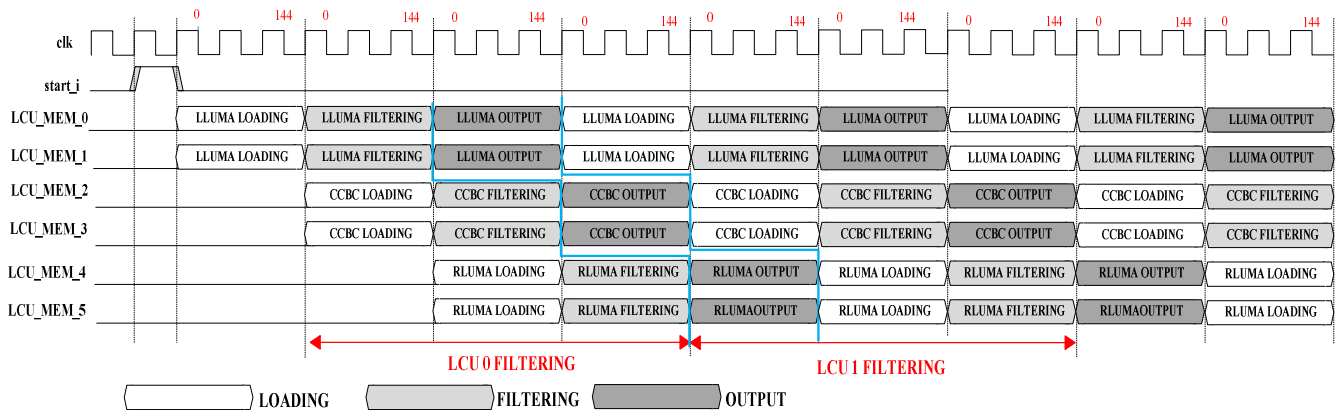 0 144 0 144 0 144 0 144 0 144 0 144 0 144 0 144 0 144
clk
start_i
LCU_MEM_0 LLUMA LOADING LLUMA FILTERING LLUMA OUTPUT LLUMA LOADING LLUMA FILTERING LLUMA OUTPUT LLUMA LOADING LLUMA FILTERING LLUMA OUTPUT
LCU_MEM_1 LLUMA LOADING LLUMA FILTERING LLUMA OUTPUT LLUMA LOADING LLUMA FILTERING LLUMA OUTPUT LLUMA LOADING LLUMA FILTERING LLUMA OUTPUT
LCU_MEM_2 CCBC LOADING CCBC FILTERING CCBC OUTPUT CCBC LOADING CCBC FILTERING CCBC OUTPUT CCBC LOADING CCBC FILTERING
LCU_MEM_3 CCBC LOADING CCBC FILTERING CCBC OUTPUT CCBC LOADING CCBC FILTERING CCBC OUTPUT CCBC LOADING CCBC FILTERING
LCU_MEM_4 RLUMA LOADING RLUMA FILTERING RLUMA OUTPUT RLUMA LOADING RLUMA FILTERING RLUMA OUTPUT RLUMA LOADING
LCU_MEM_5 RLUMA LOADING RLUMA FILTERING RLUMAOUTPUT RLUMA LOADING RLUMA FILTERING RLUMAOUTPUT RLUMA LOADING
LCU 0 FILTERING LCU 1 FILTERING
LOADING FILTERING OUTPUT